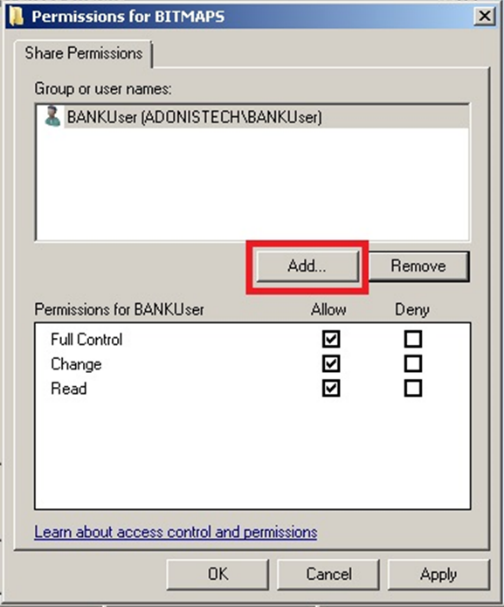 Permissions for BITMAPS
Share Permissions
Group or user names:
BANKUser (ADONISTECH\BANKUser)
Add...
Remove
Permissions for BANKUser Allow Deny
Full Control
Change
Read
Learn about access control and permissions
OK Cancel Apply